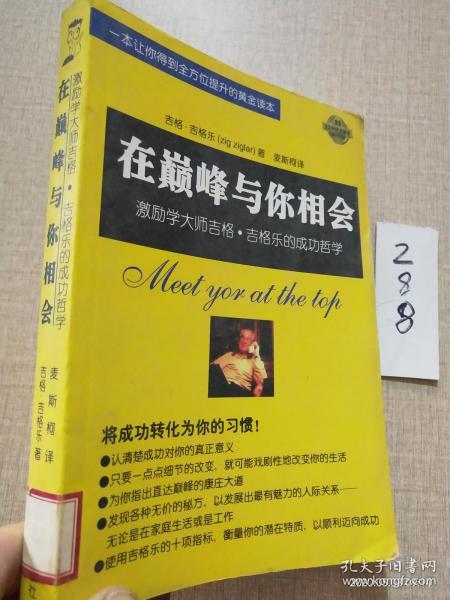 一本让你得到全方位提升的黄金读本
吉格·吉格乐(zig ziglar)著 麦斯楷译
在巅峰与你相会
激励学大师吉格·吉格乐的成功哲学
Meet yor at the top
将成功转化为你的习惯!
●认清楚成功对你的真正意义
●只要一点点细节的改变,就可能戏剧性地改变你的生活
●为你指出直达巅峰的康庄大道
●发现各种无价的秘方,以发展出最有魅力的人际关系——
无论是在家庭生活或是工作
●使用吉格乐的十项指标,衡量你的潜在特质,以顺利迈向成功
激励学大师吉格·吉格乐的成功哲学
在巅峰与你相会
麦斯楷 译
吉格 吉格乐 著
社
288
孔夫子旧书网